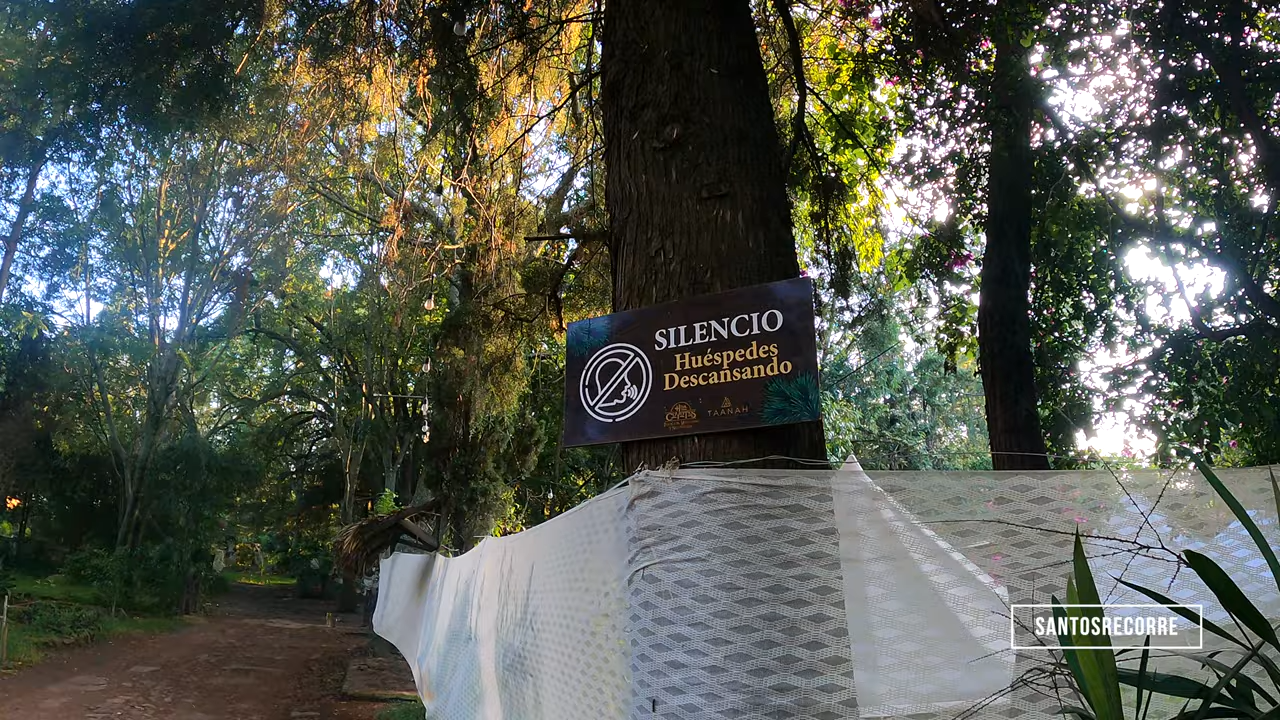 SILENCIO
Huéspedes
Descansando
TAANAH
SANTOSRECORRE